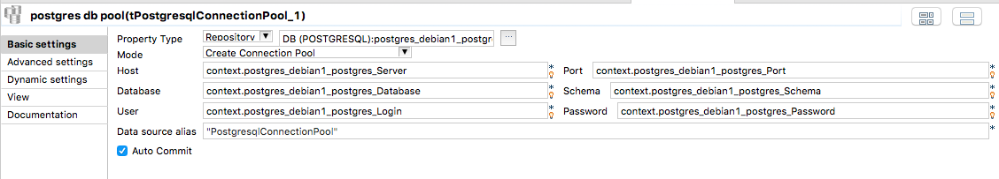 postgres db pool(tPostgresqlConnectionPool_1)
Basic settings
Advanced settings
Dynamic settings
View
Documentation
Property Type Repository DB (POSTGRESQL):postgres_debian1_postgr ...
Mode Create Connection Pool
Host context.postgres_debian1_postgres_Server * Port context.postgres_debian1_postgres_Port *
Database context.postgres_debian1_postgres_Database * Schema context.postgres_debian1_postgres_Schema *
User context.postgres_debian1_postgres_Login * Password context.postgres_debian1_postgres_Password *
Data source alias "PostgresqlConnectionPool" *
Auto Commit